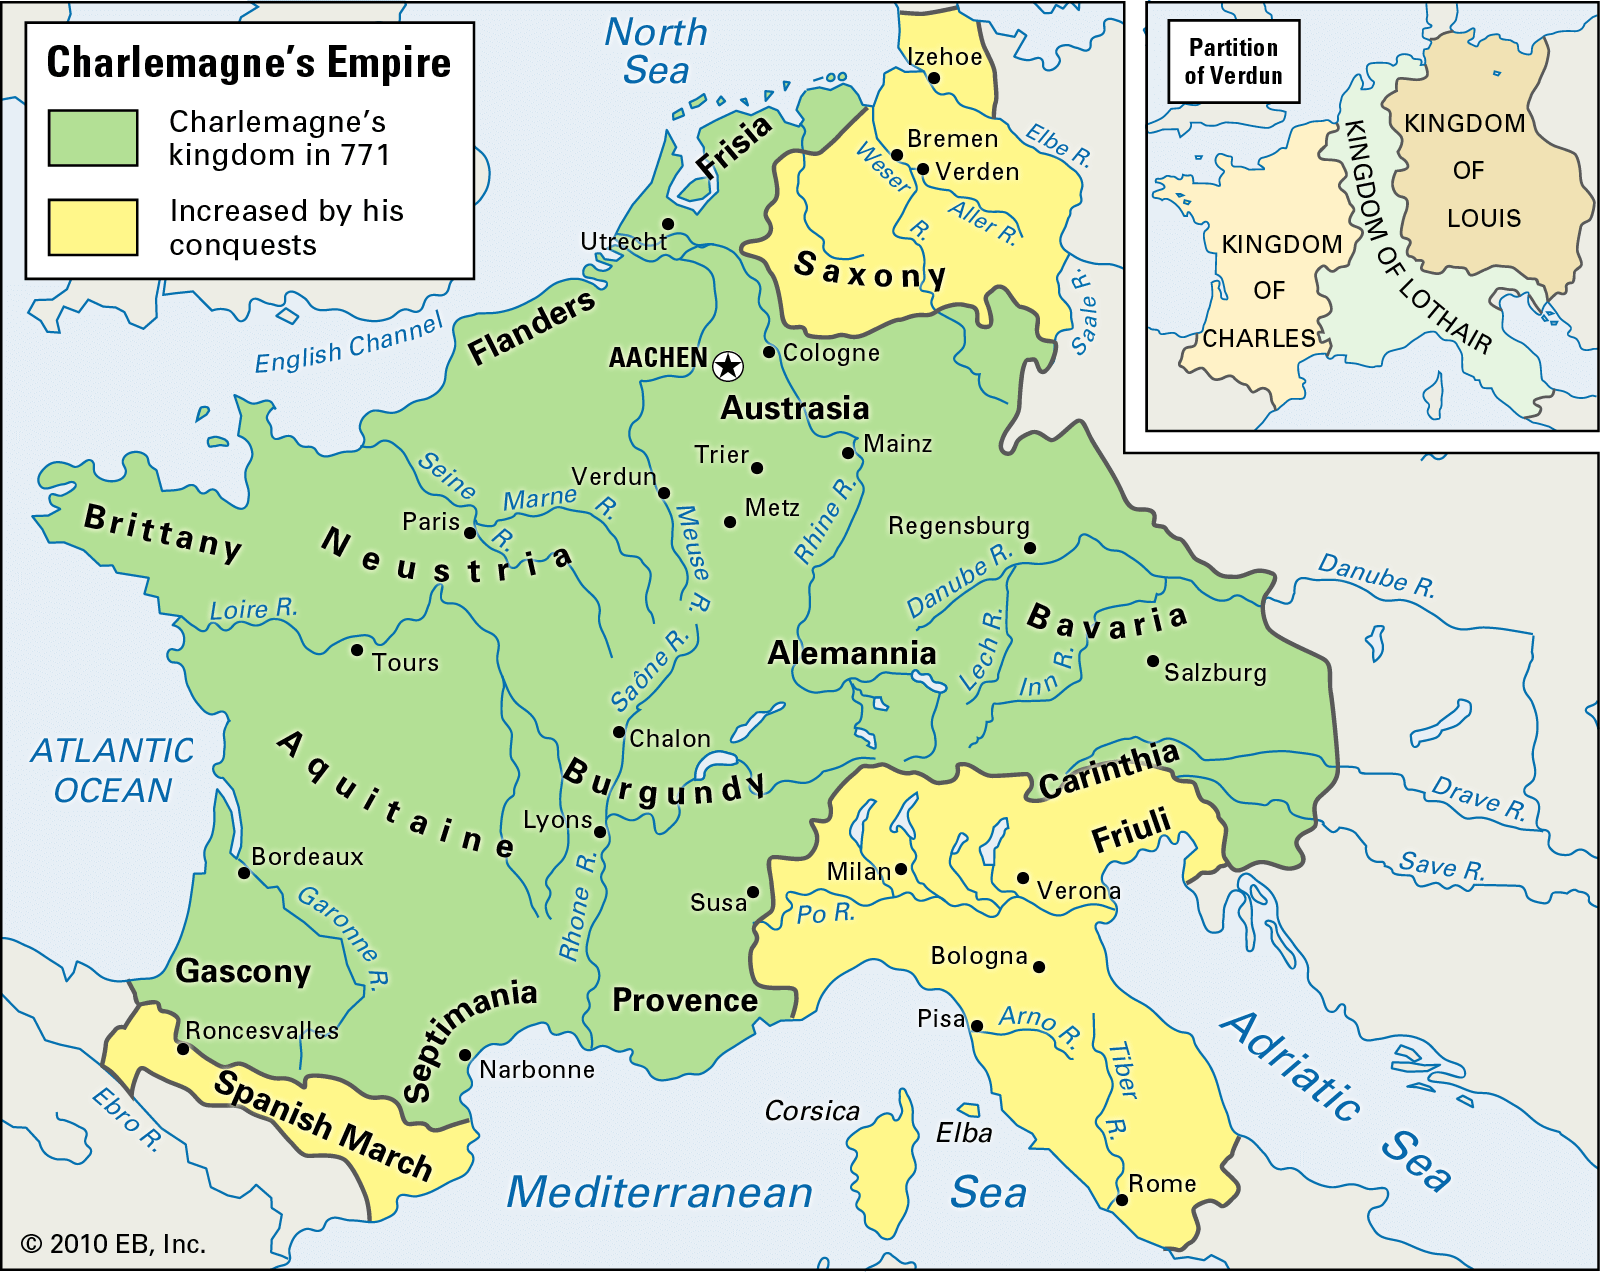 Charlemagne's Empire
Charlemagne's
kingdom in 771
Increased by his
conquests
North
Sea
Partition
of Verdun
KINGDOM
OF
LOUIS
KINGDOM OF LOTHAIR
KINGDOM
OF
CHARLES
Izehoe
Elbe R.
Bremen
Verden
Weser
R.
Aller R.
Frisia
Utrecht
Saxony
Saale R.
Flanders
English Channel
AACHEN
Cologne
Austrasia
Trier
Mainz
Verdun
Metz
Seine
R.
Marne
R.
Paris
Meuse R.
Rhine R.
Regensburg
Danube R.
Danube R.
Brittany
Neustria
Loire R.
Tours
Bavaria
Lech R.
Inn
R.
Salzburg
Alemannia
Saône R.
Chalon
ATLANTIC
OCEAN
Aquitaine
Burgundy
Carinthia
Drave R.
Friuli
Lyons
Save R.
Bordeaux
Milan
Verona
Susa
Po R.
Garonne
R.
Rhone R.
Bologna
Gascony
Septimania
Provence
Pisa
Arno R.
Tiber
R.
Adriatic Sea
Roncesvalles
Narbonne
Spanish March
Ebro R.
Corsica
Elba
Mediterranean Sea
Rome
© 2010 EB, Inc.